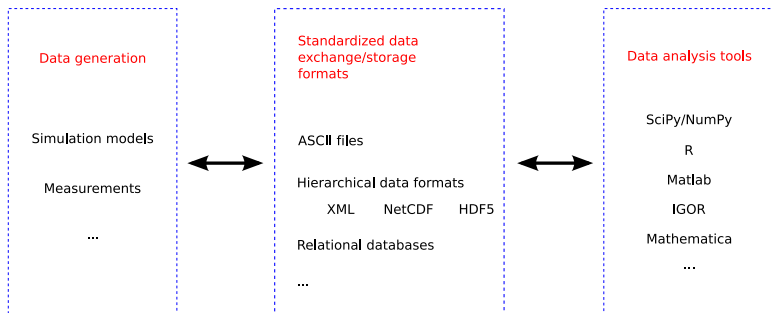 Data generation
Simulation models
Measurements
...
Standardized data
exchange/storage
formats
ASCII files
Hierarchical data formats
XML NetCDF HDF5
Relational databases
...
Data analysis tools
SciPy/NumPy
R
Matlab
IGOR
Mathematica
...